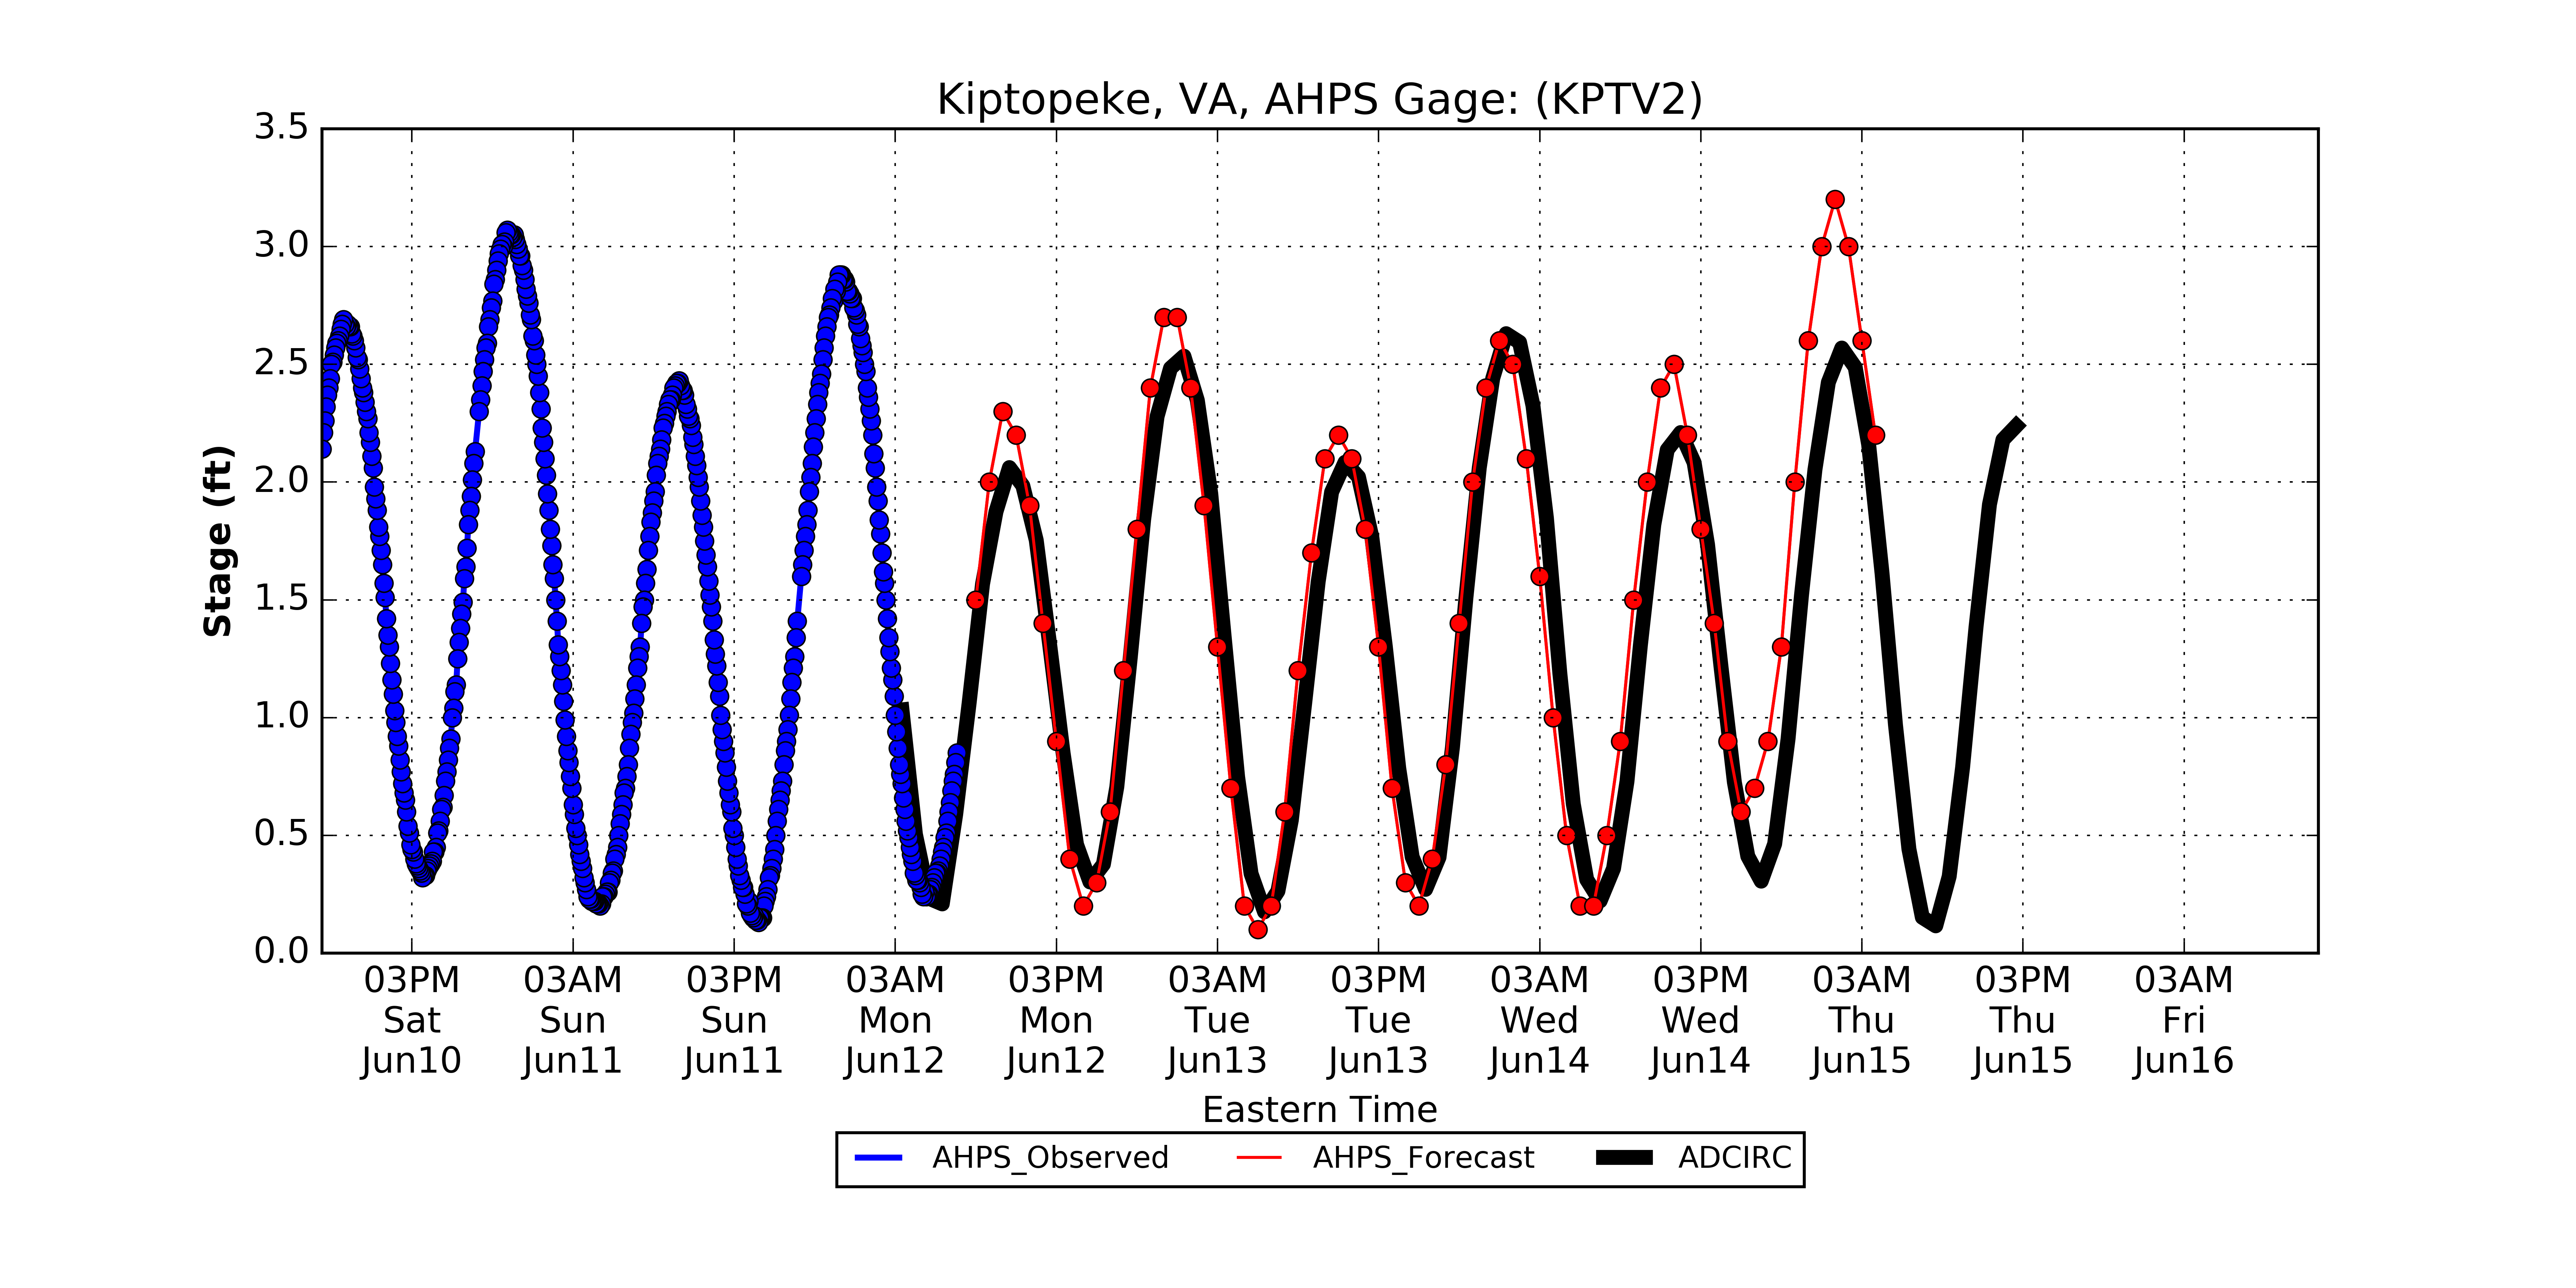 Kiptopeke, VA, AHPS Gage: (KPTV2)
3.5
3.0
2.5
2.0
1.5
1.0
0.5
0.0
Stage (ft)
03PM 03AM 03PM 03AM 03PM 03AM 03PM 03AM 03PM 03AM 03PM 03AM
Sat Sun Sun Mon Mon Tue Tue Wed Wed Thu Thu Fri
Jun10 Jun11 Jun11 Jun12 Jun12 Jun13 Jun13 Jun14 Jun14 Jun15 Jun15 Jun16
Eastern Time
AHPS_Observed AHPS_Forecast ADCIRC